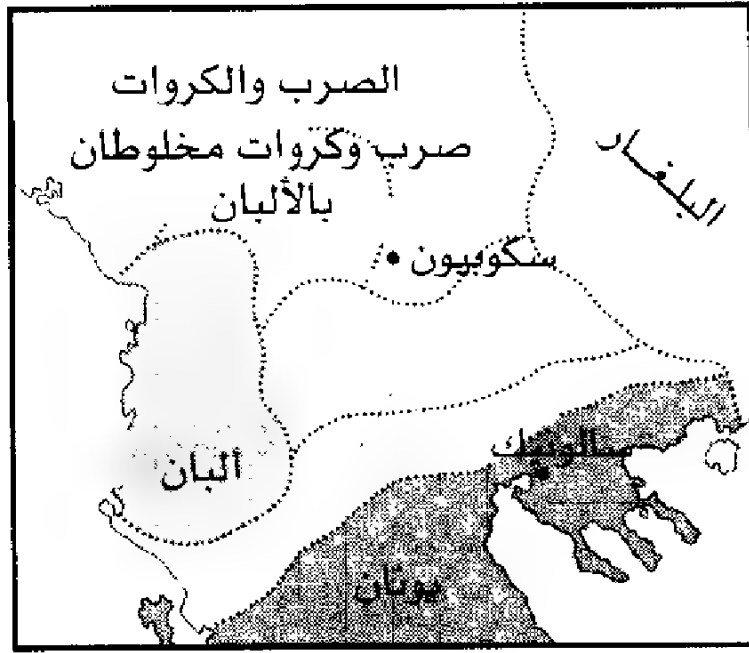 الصرب والكروات
صرب وكروات مخلوطان
بالألبان
البلغار
سكوبيون
سالونيك
ألبان
يونان